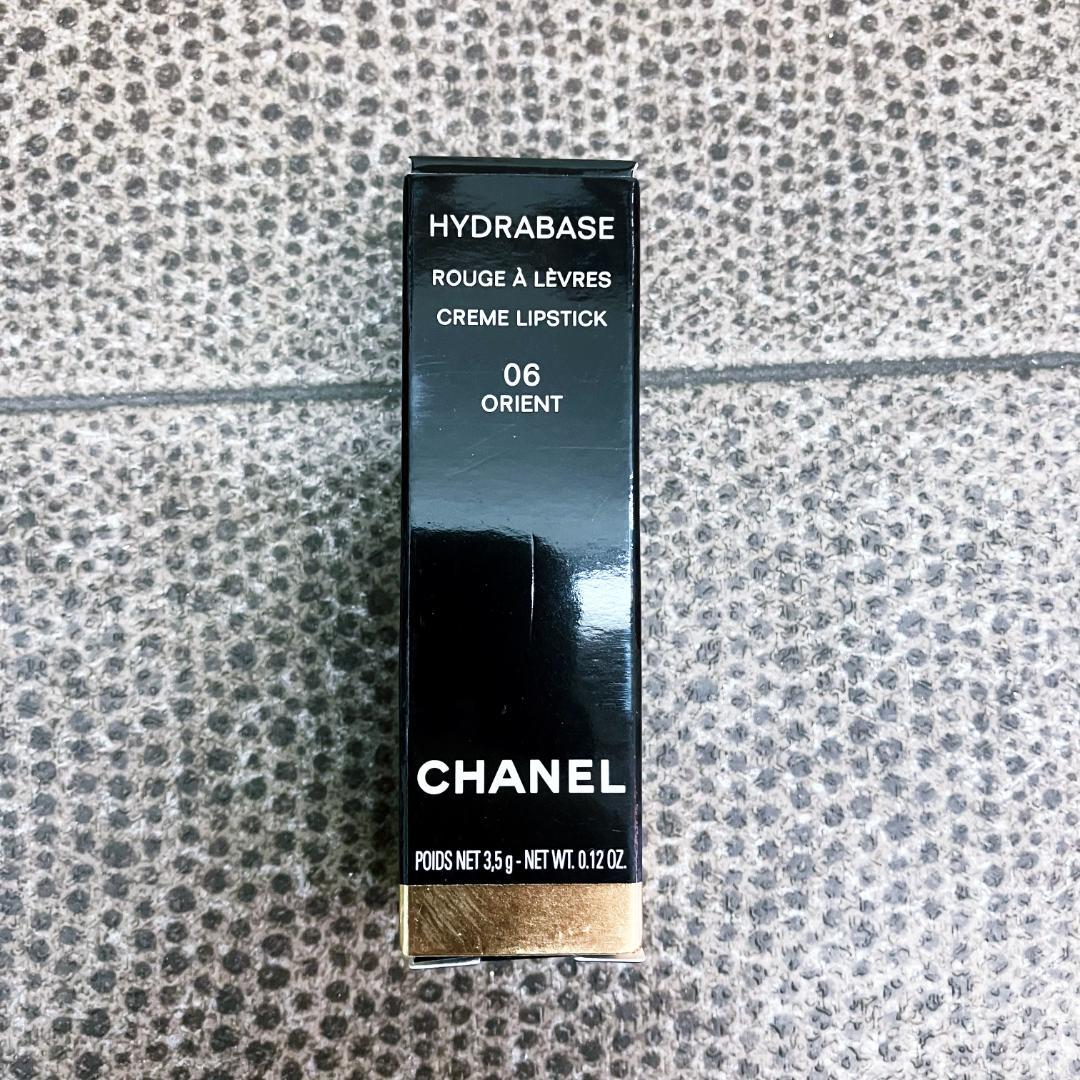 HYDRABASE
ROUGE À LÈVRES
CREME LIPSTICK
06
ORIENT
CHANEL
POIDS NET 3,5 g - NET WT. 0.12 OZ.